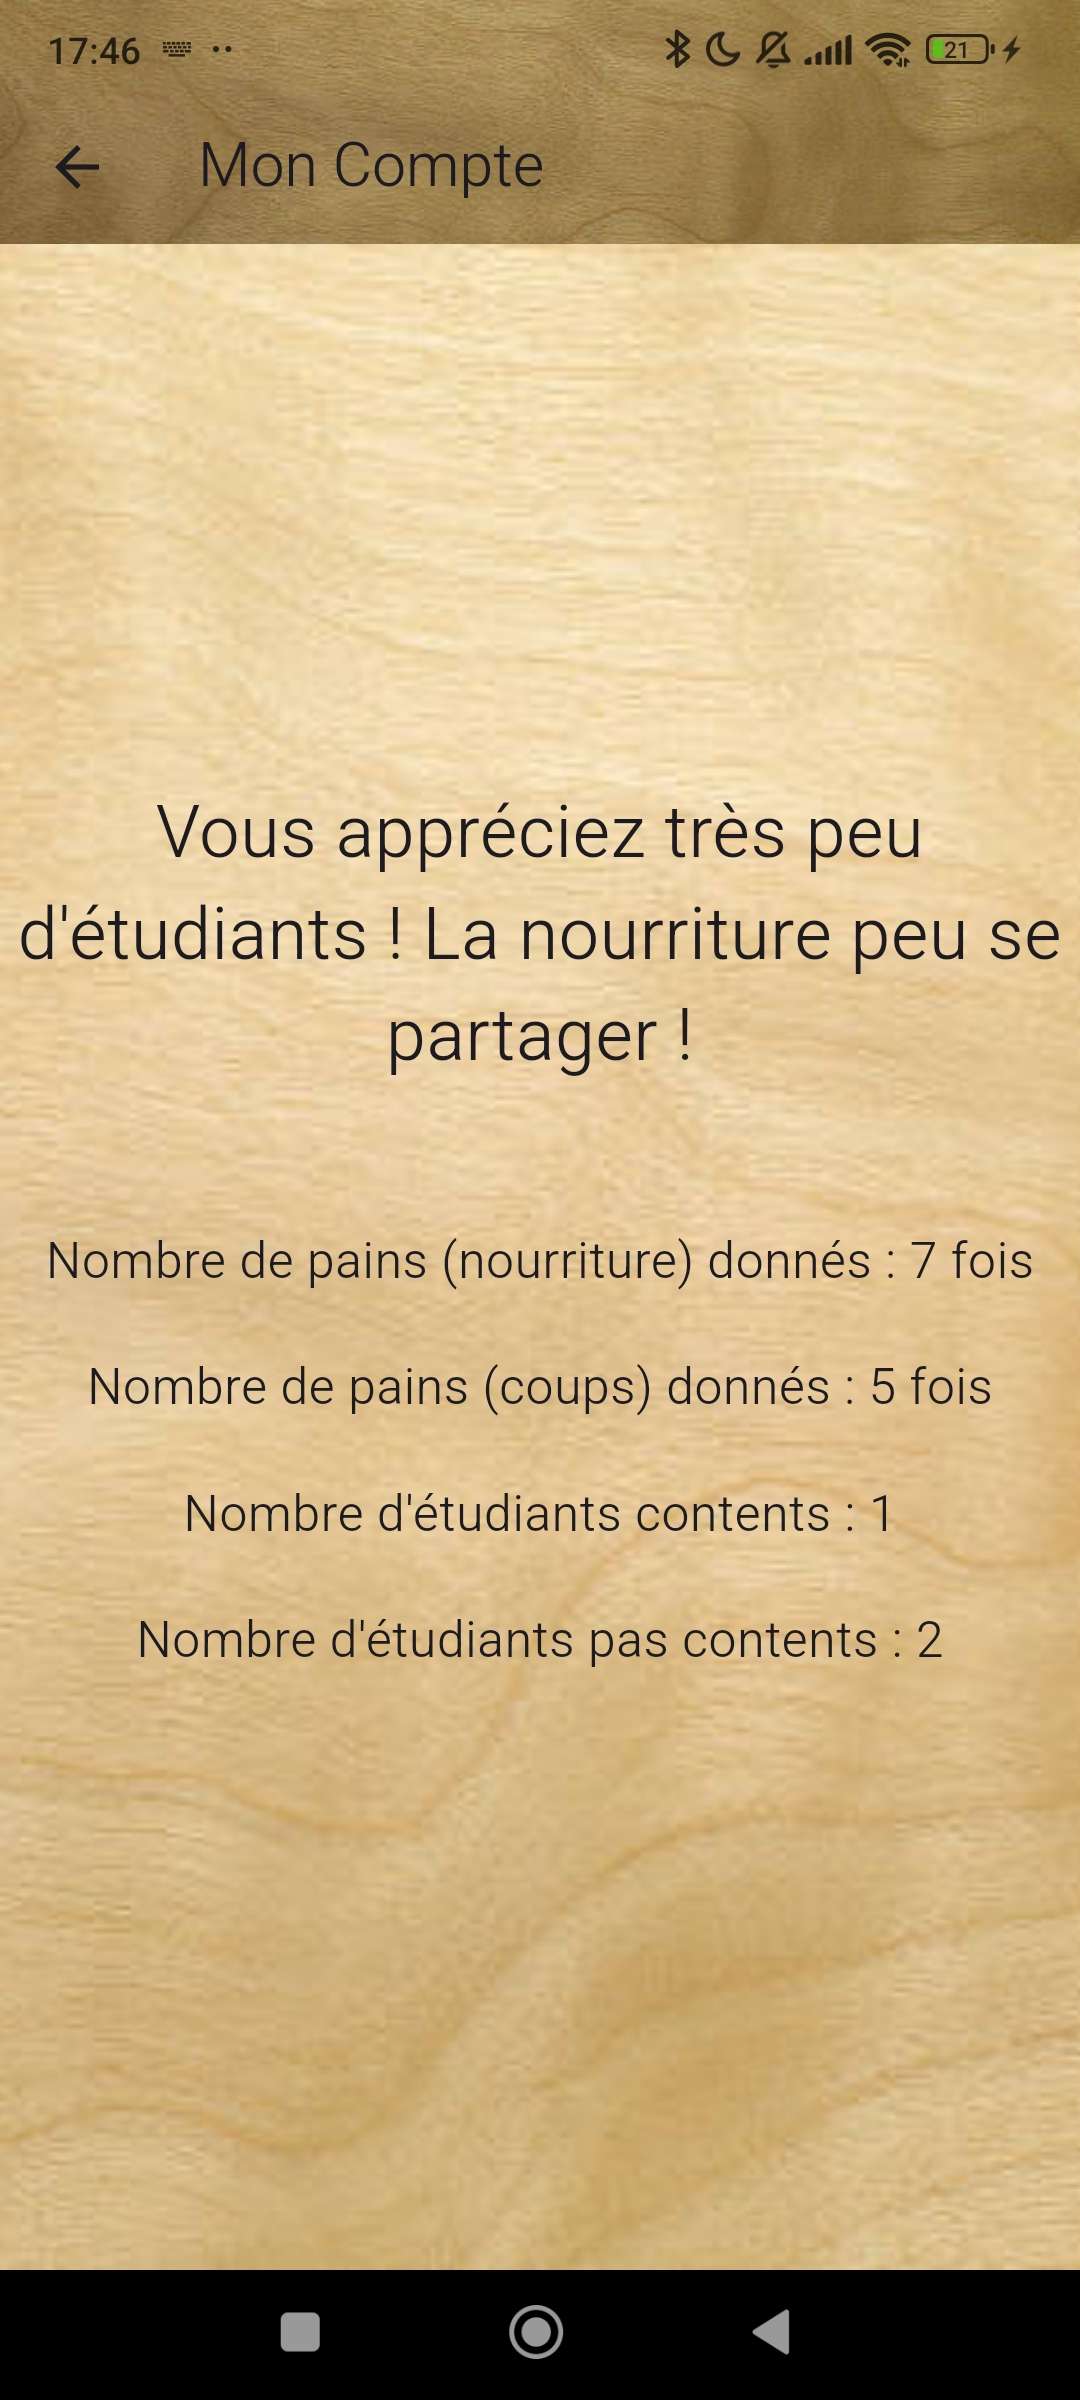 17:46
21
Mon Compte
Vous appréciez très peu
d'étudiants ! La nourriture peu se
partager !
Nombre de pains (nourriture) donnés : 7 fois
Nombre de pains (coups) donnés : 5 fois
Nombre d'étudiants contents : 1
Nombre d'étudiants pas contents : 2